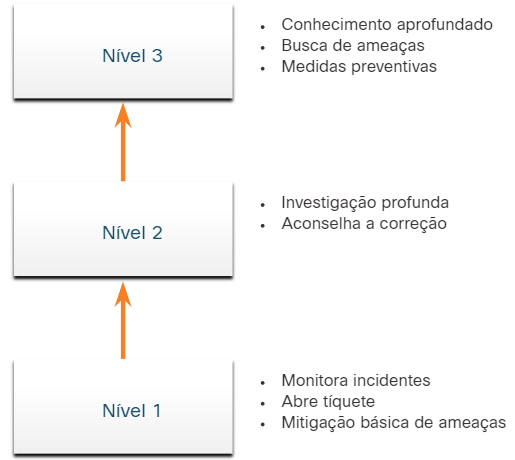 Nível 3
• Conhecimento aprofundado
• Busca de ameaças
• Medidas preventivas
Nível 2
• Investigação profunda
• Aconselha a correção
Nível 1
• Monitora incidentes
• Abre tíquete
• Mitigação básica de ameaças